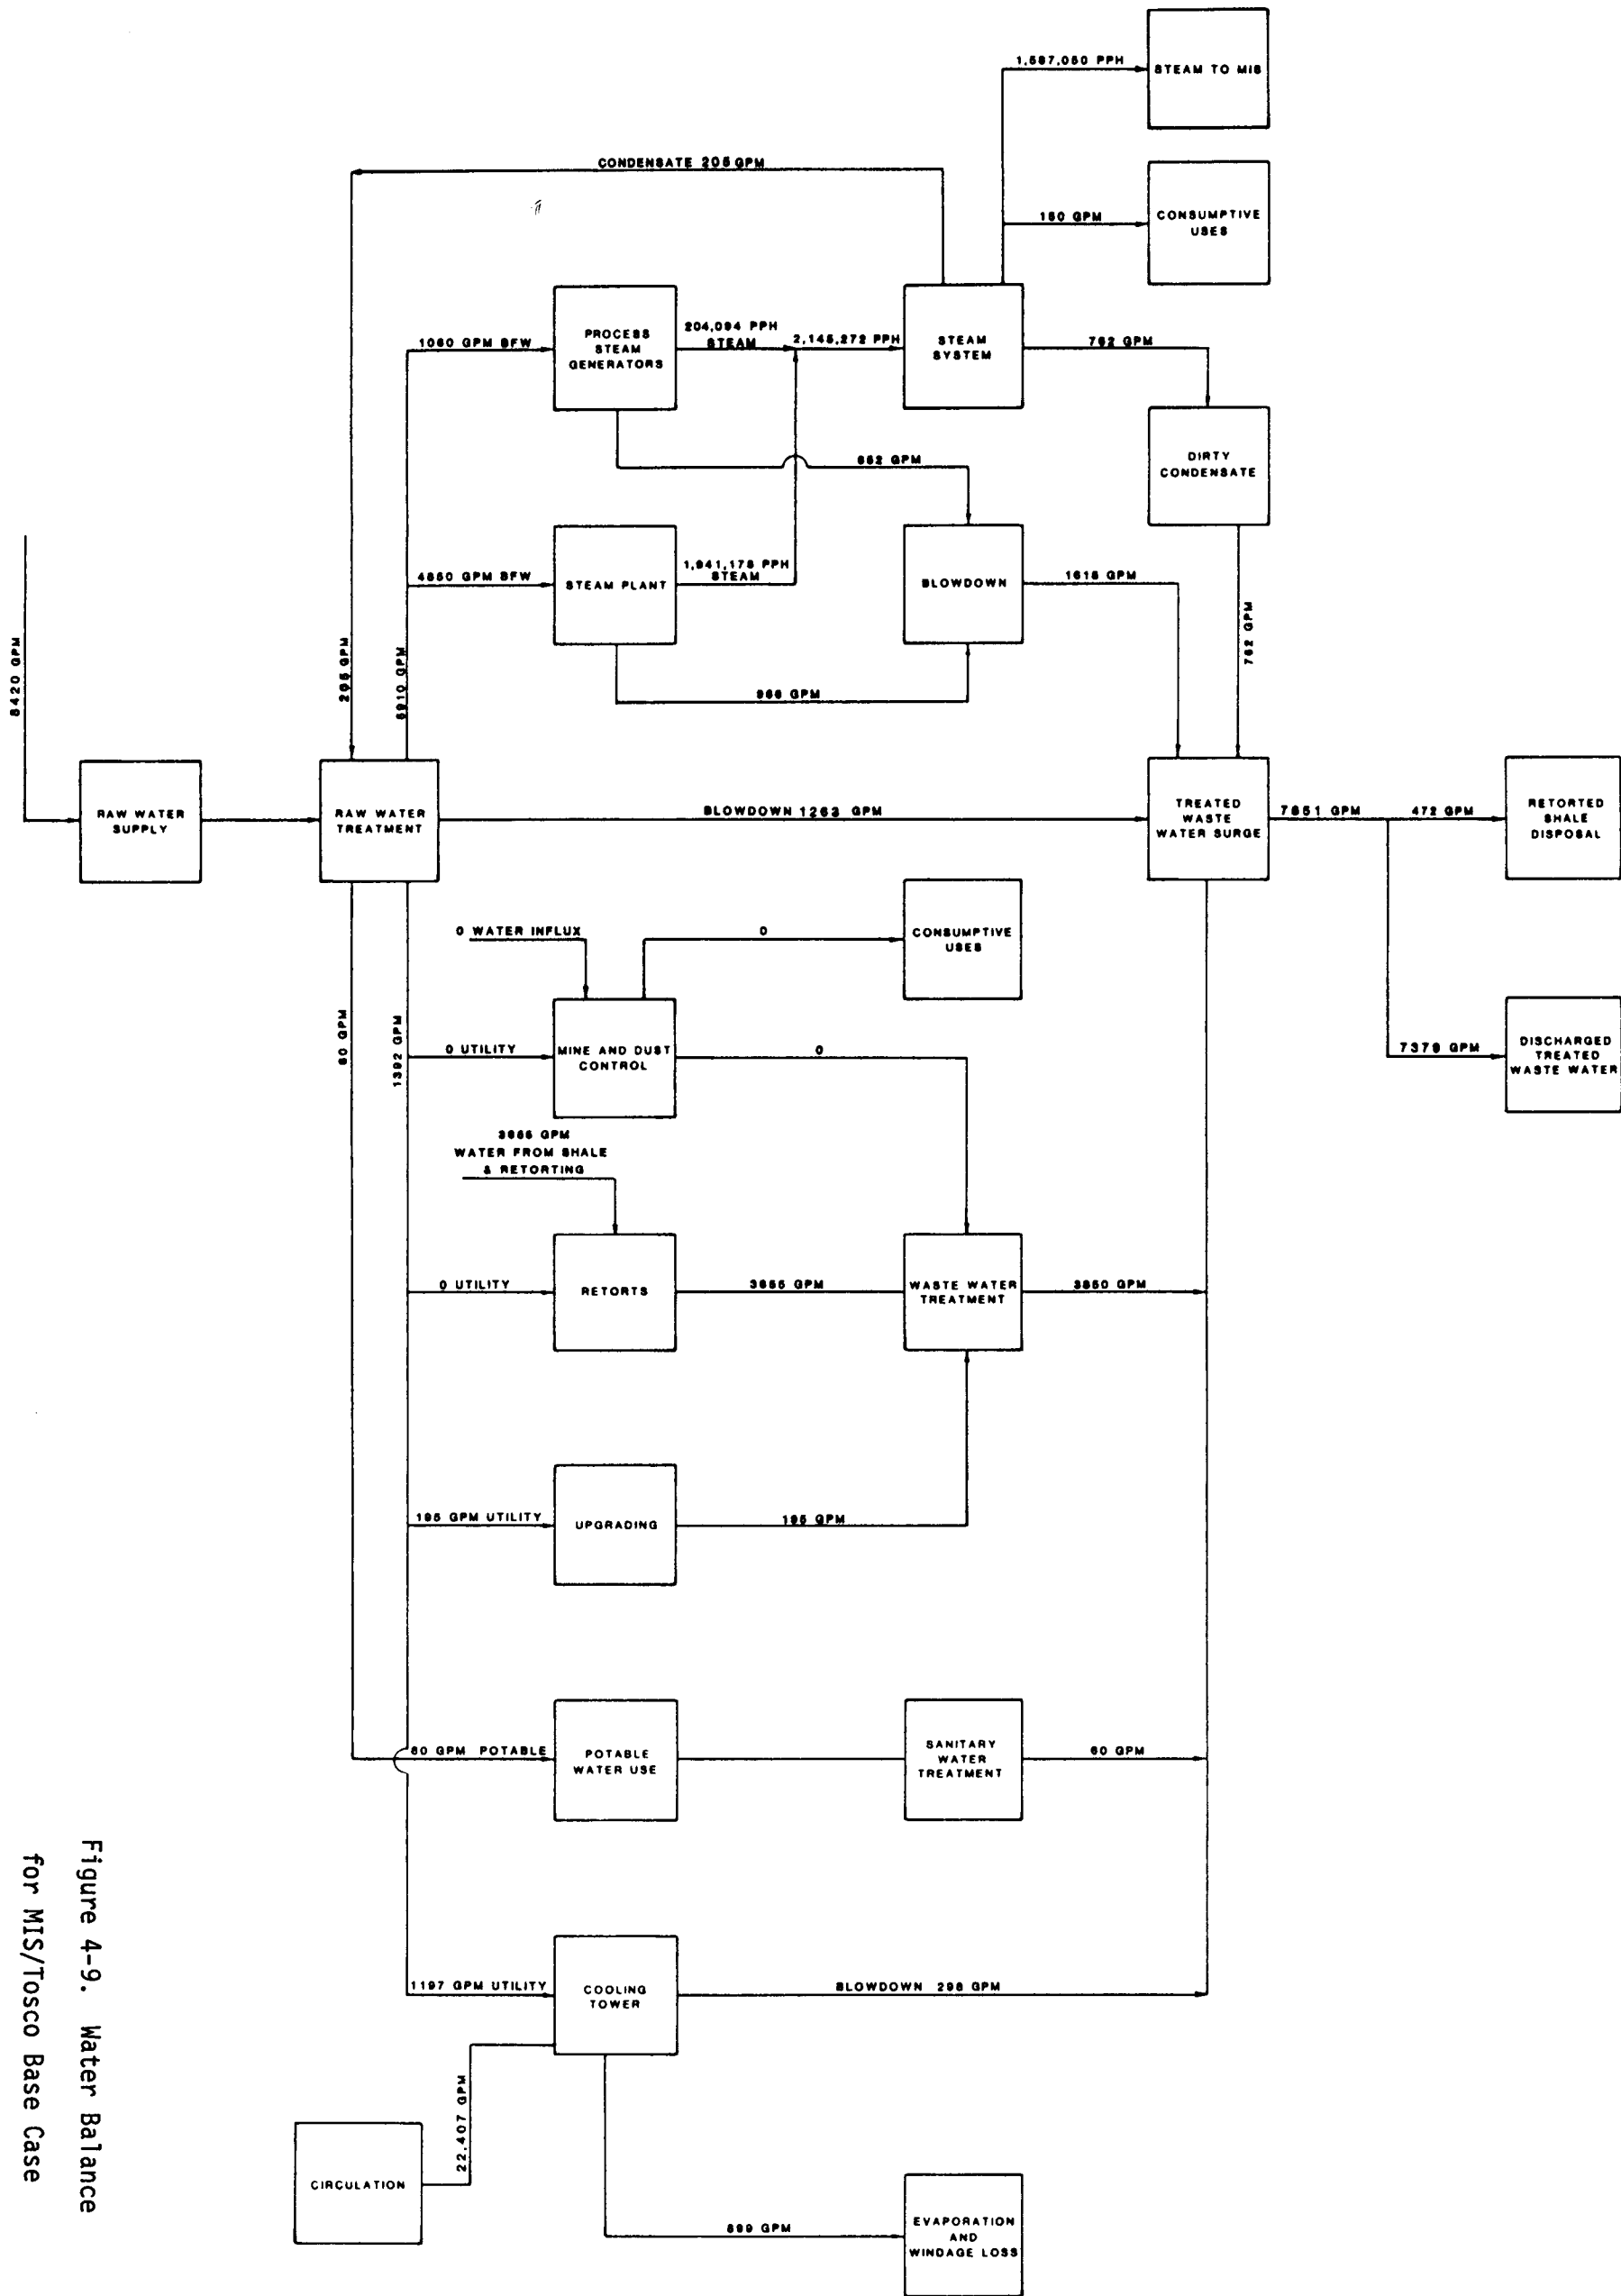 1,587,050 PPH
STEAM TO MIS
CONDENSATE 205 GPM
150 GPM
CONSUMPTIVE
USES
1060 GPM BFW
PROCESS
STEAM
GENERATORS
204,094 PPH
STEAM
2,145,272 PPH
STEAM
SYSTEM
762 GPM
DIRTY
CONDENSATE
652 GPM
4850 GPM BFW
STEAM PLANT
1,941,178 PPH
STEAM
BLOWDOWN
1618 GPM
966 GPM
762 GPM
8420 GPM
205 GPM
5910 GPM
RAW WATER
SUPPLY
RAW WATER
TREATMENT
BLOWDOWN 1263 GPM
TREATED
WASTE
WATER SURGE
7851 GPM
472 GPM
RETORTED
SHALE
DISPOSAL
0 WATER INFLUX
0
CONSUMPTIVE
USES
60 GPM
1392 GPM
0 UTILITY
MINE AND DUST
CONTROL
0
7379 GPM
DISCHARGED
TREATED
WASTE WATER
3655 GPM
WATER FROM SHALE
& RETORTING
0 UTILITY
RETORTS
3655 GPM
WASTE WATER
TREATMENT
3850 GPM
195 GPM UTILITY
UPGRADING
195 GPM
60 GPM POTABLE
POTABLE
WATER USE
SANITARY
WATER
TREATMENT
60 GPM
1197 GPM UTILITY
COOLING
TOWER
BLOWDOWN 298 GPM
22,407 GPM
CIRCULATION
899 GPM
EVAPORATION
AND
WINDAGE LOSS
Figure 4-9. Water Balance
for MIS/Tosco Base Case